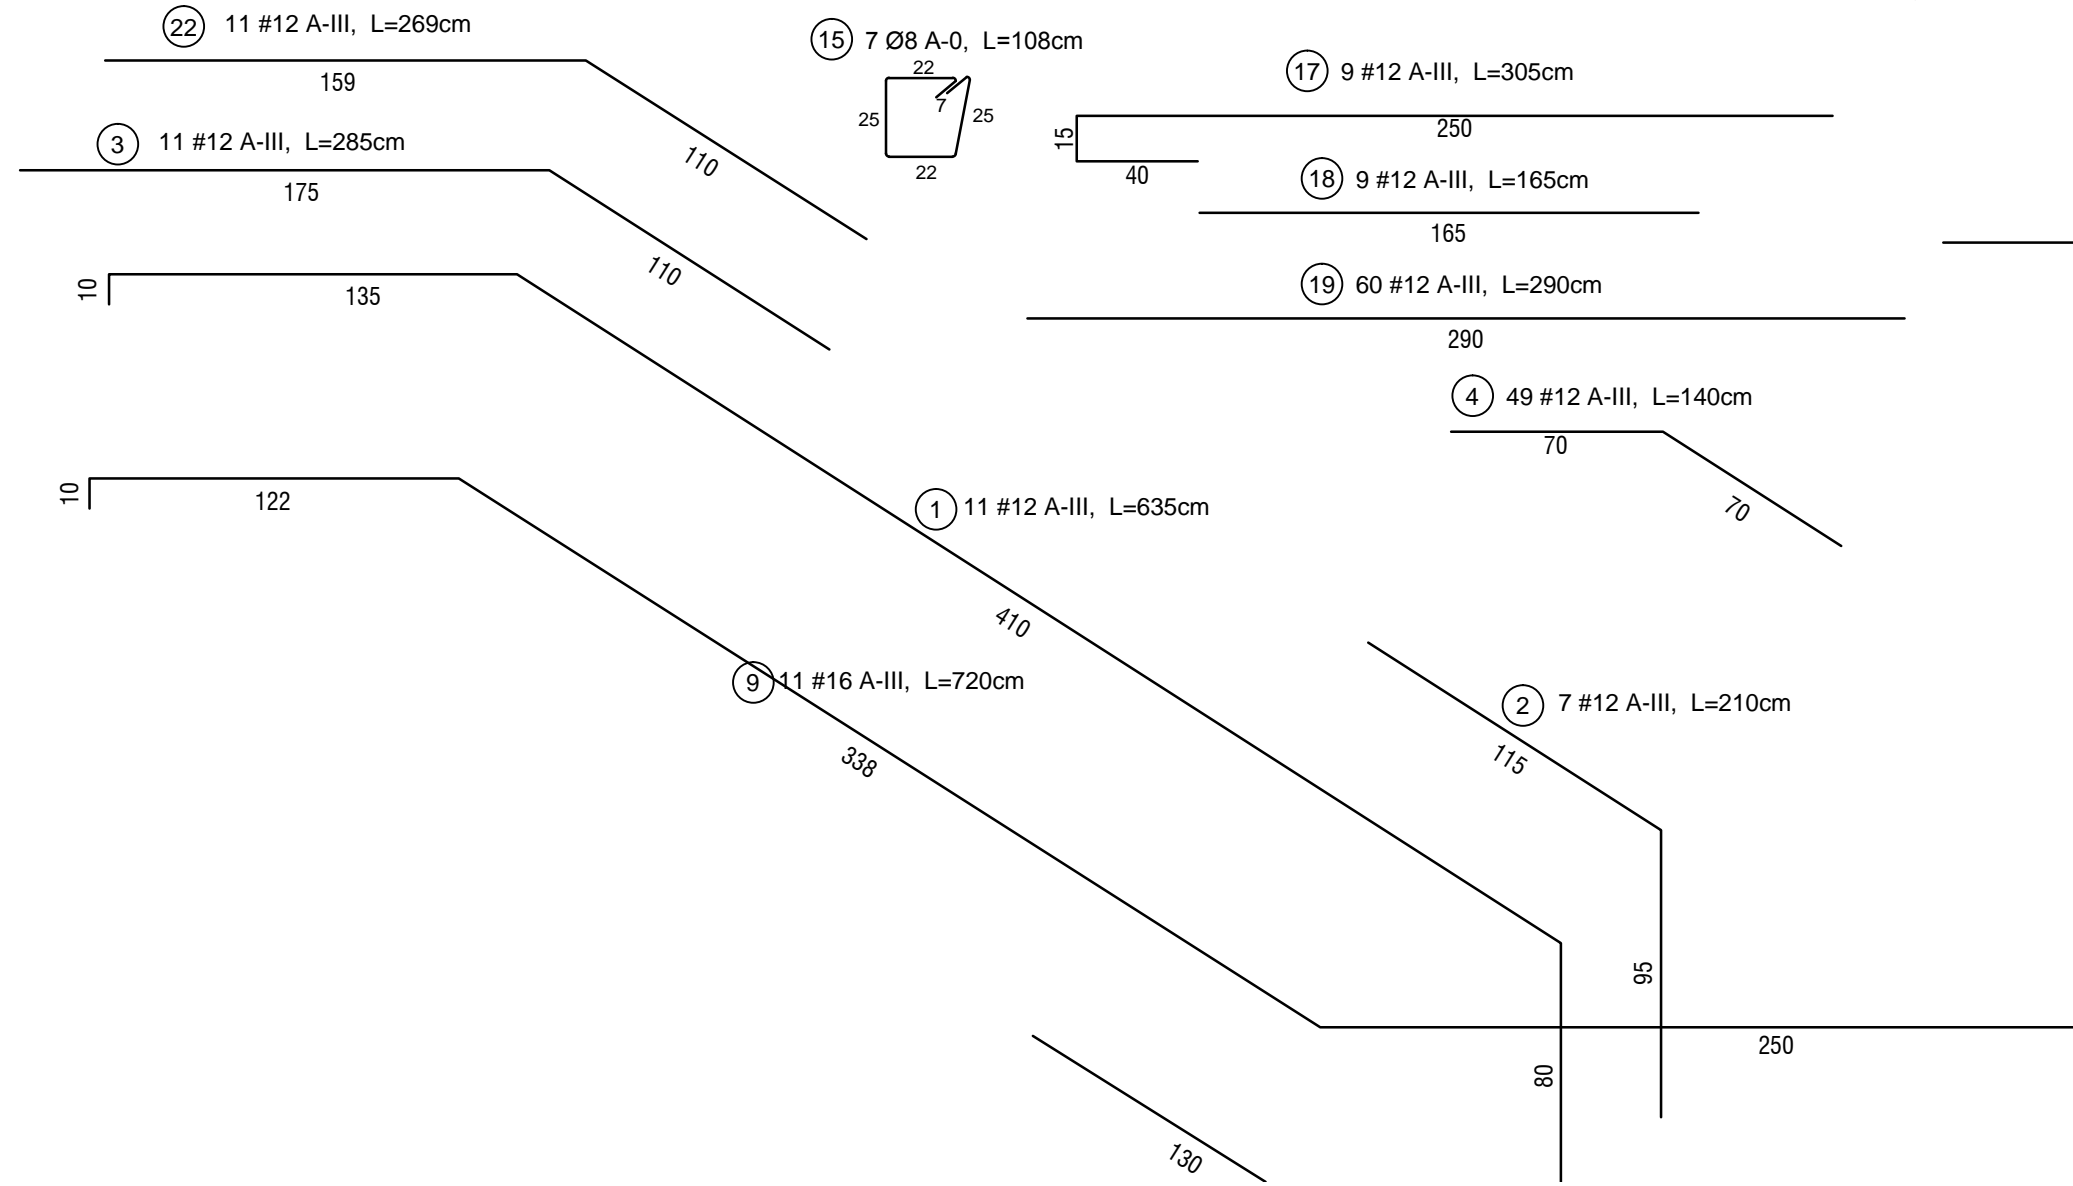 22 11 #12 A-III, L=269cm
159
110
3 11 #12 A-III, L=285cm
175
110
15 7 Ø8 A-0, L=108cm
22
7
25
25
22
17 9 #12 A-III, L=305cm
15
250
40
18 9 #12 A-III, L=165cm
165
19 60 #12 A-III, L=290cm
290
4 49 #12 A-III, L=140cm
70
70
10
135
1 11 #12 A-III, L=635cm
410
80
10
122
9 11 #16 A-III, L=720cm
338
250
2 7 #12 A-III, L=210cm
115
95
130